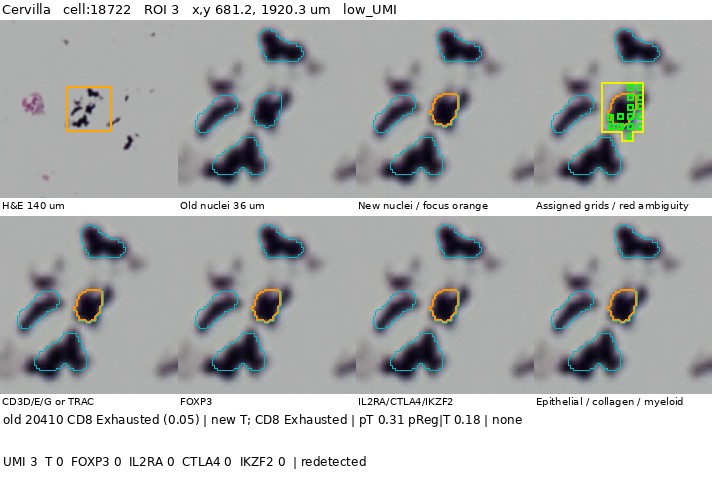 Cervilla   cell:18722   ROI 3   x,y 681.2, 1920.3 um   low_UMI
H&E 140 um
Old nuclei 36 um
New nuclei / focus orange
Assigned grids / red ambiguity
CD3D/E/G or TRAC
FOXP3
IL2RA/CTLA4/IKZF2
Epithelial / collagen / myeloid
old 20410 CD8 Exhausted (0.05) | new T; CD8 Exhausted | pT 0.31 pReg|T 0.18 | none
UMI 3  T 0  FOXP3 0  IL2RA 0  CTLA4 0  IKZF2 0  | redetected